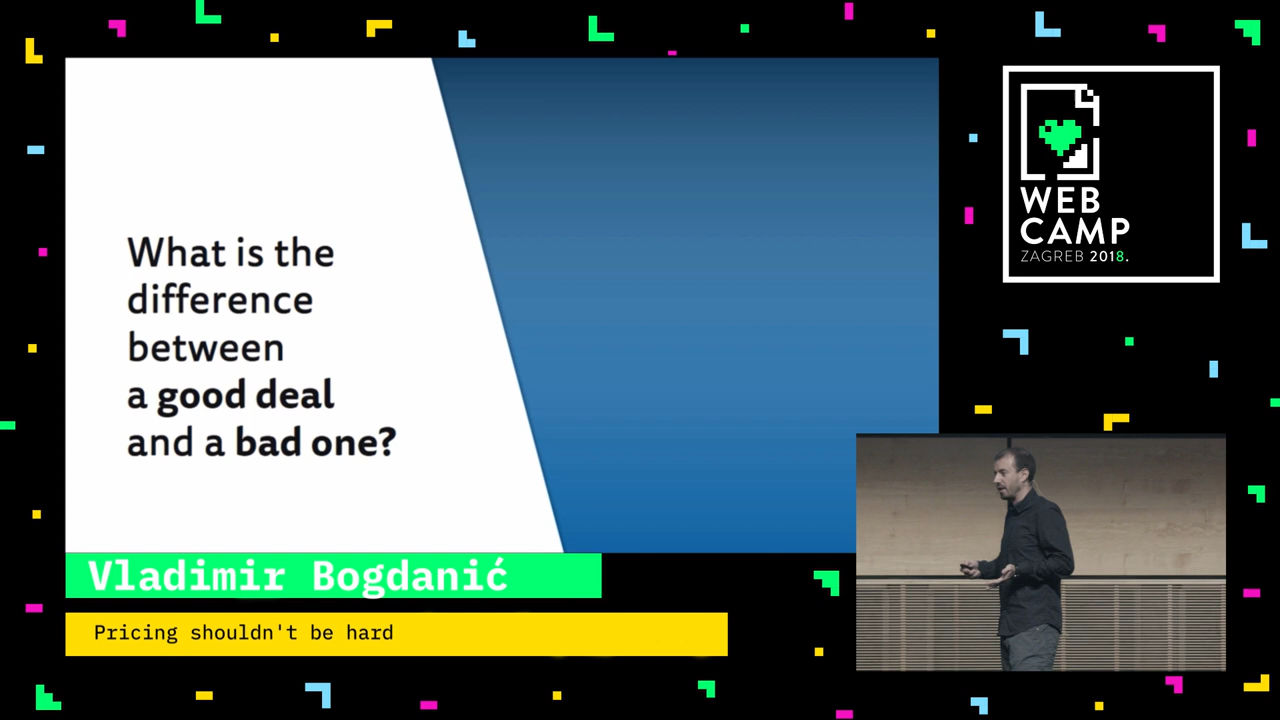 What is the
difference
between
a good deal
and a bad one?
WEB
CAMP
ZAGREB 2018.
Vladimir Bogdanić
Pricing shouldn't be hard